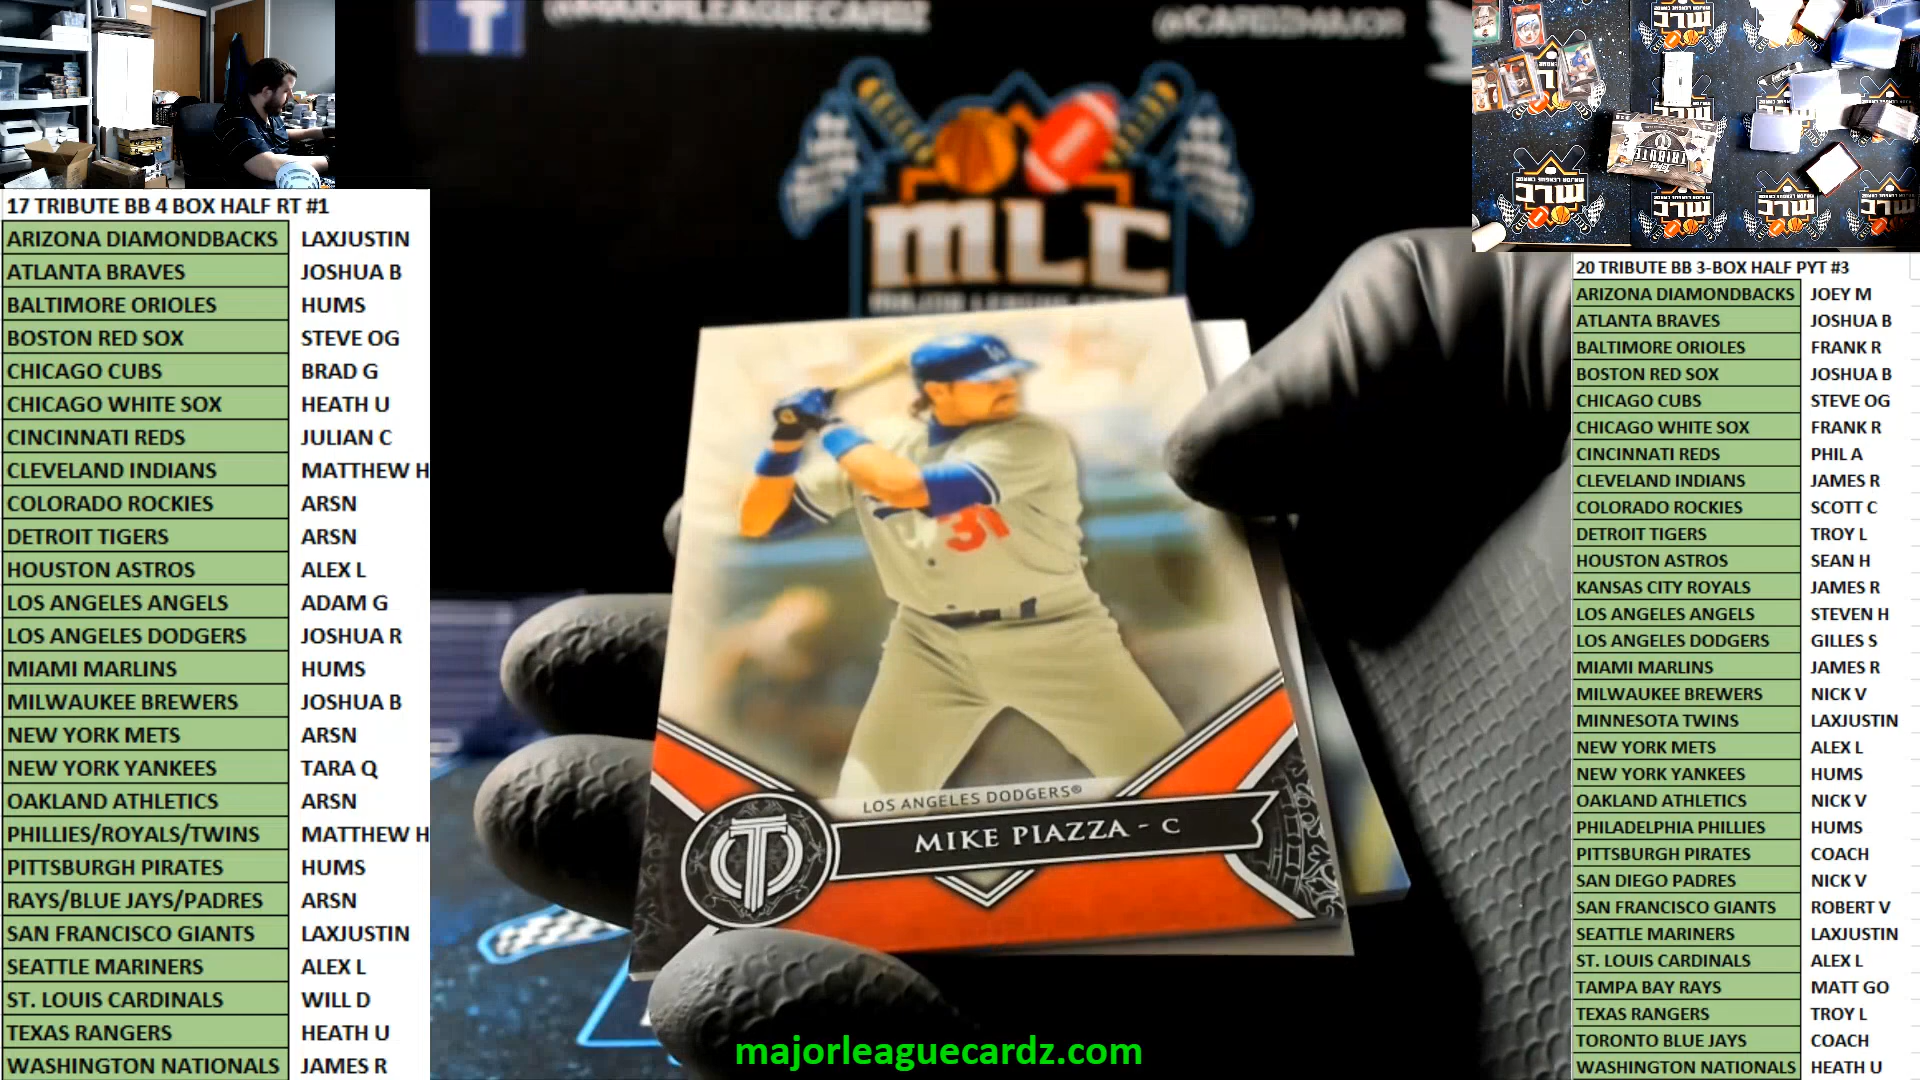 @MAJORLEAGUECARDZ
@CARDZMAJOR
MLC
17 TRIBUTE BB 4 BOX HALF RT #1
ARIZONA DIAMONDBACKS LAXJUSTIN
ATLANTA BRAVES JOSHUA B
BALTIMORE ORIOLES HUMS
BOSTON RED SOX STEVE OG
CHICAGO CUBS BRAD G
CHICAGO WHITE SOX HEATH U
CINCINNATI REDS JULIAN C
CLEVELAND INDIANS MATTHEW H
COLORADO ROCKIES ARSN
DETROIT TIGERS ARSN
HOUSTON ASTROS ALEX L
LOS ANGELES ANGELS ADAM G
LOS ANGELES DODGERS JOSHUA R
MIAMI MARLINS HUMS
MILWAUKEE BREWERS JOSHUA B
NEW YORK METS ARSN
NEW YORK YANKEES TARA Q
OAKLAND ATHLETICS ARSN
PHILLIES/ROYALS/TWINS MATTHEW H
PITTSBURGH PIRATES HUMS
RAYS/BLUE JAYS/PADRES ARSN
SAN FRANCISCO GIANTS LAXJUSTIN
SEATTLE MARINERS ALEX L
ST. LOUIS CARDINALS WILL D
TEXAS RANGERS HEATH U
WASHINGTON NATIONALS JAMES R
31
LOS ANGELES DODGERS®
MIKE PIAZZA - C
majorleaguecardz.com
TRIBUTE
20 TRIBUTE BB 3-BOX HALF PYT #3
ARIZONA DIAMONDBACKS JOEY M
ATLANTA BRAVES JOSHUA B
BALTIMORE ORIOLES FRANK R
BOSTON RED SOX JOSHUA B
CHICAGO CUBS STEVE OG
CHICAGO WHITE SOX FRANK R
CINCINNATI REDS PHIL A
CLEVELAND INDIANS JAMES R
COLORADO ROCKIES SCOTT C
DETROIT TIGERS TROY L
HOUSTON ASTROS SEAN H
KANSAS CITY ROYALS JAMES R
LOS ANGELES ANGELS STEVEN H
LOS ANGELES DODGERS GILLES S
MIAMI MARLINS JAMES R
MILWAUKEE BREWERS NICK V
MINNESOTA TWINS LAXJUSTIN
NEW YORK METS ALEX L
NEW YORK YANKEES HUMS
OAKLAND ATHLETICS NICK V
PHILADELPHIA PHILLIES HUMS
PITTSBURGH PIRATES COACH
SAN DIEGO PADRES NICK V
SAN FRANCISCO GIANTS ROBERT V
SEATTLE MARINERS LAXJUSTIN
ST. LOUIS CARDINALS ALEX L
TAMPA BAY RAYS MATT GO
TEXAS RANGERS TROY L
TORONTO BLUE JAYS COACH
WASHINGTON NATIONALS HEATH U